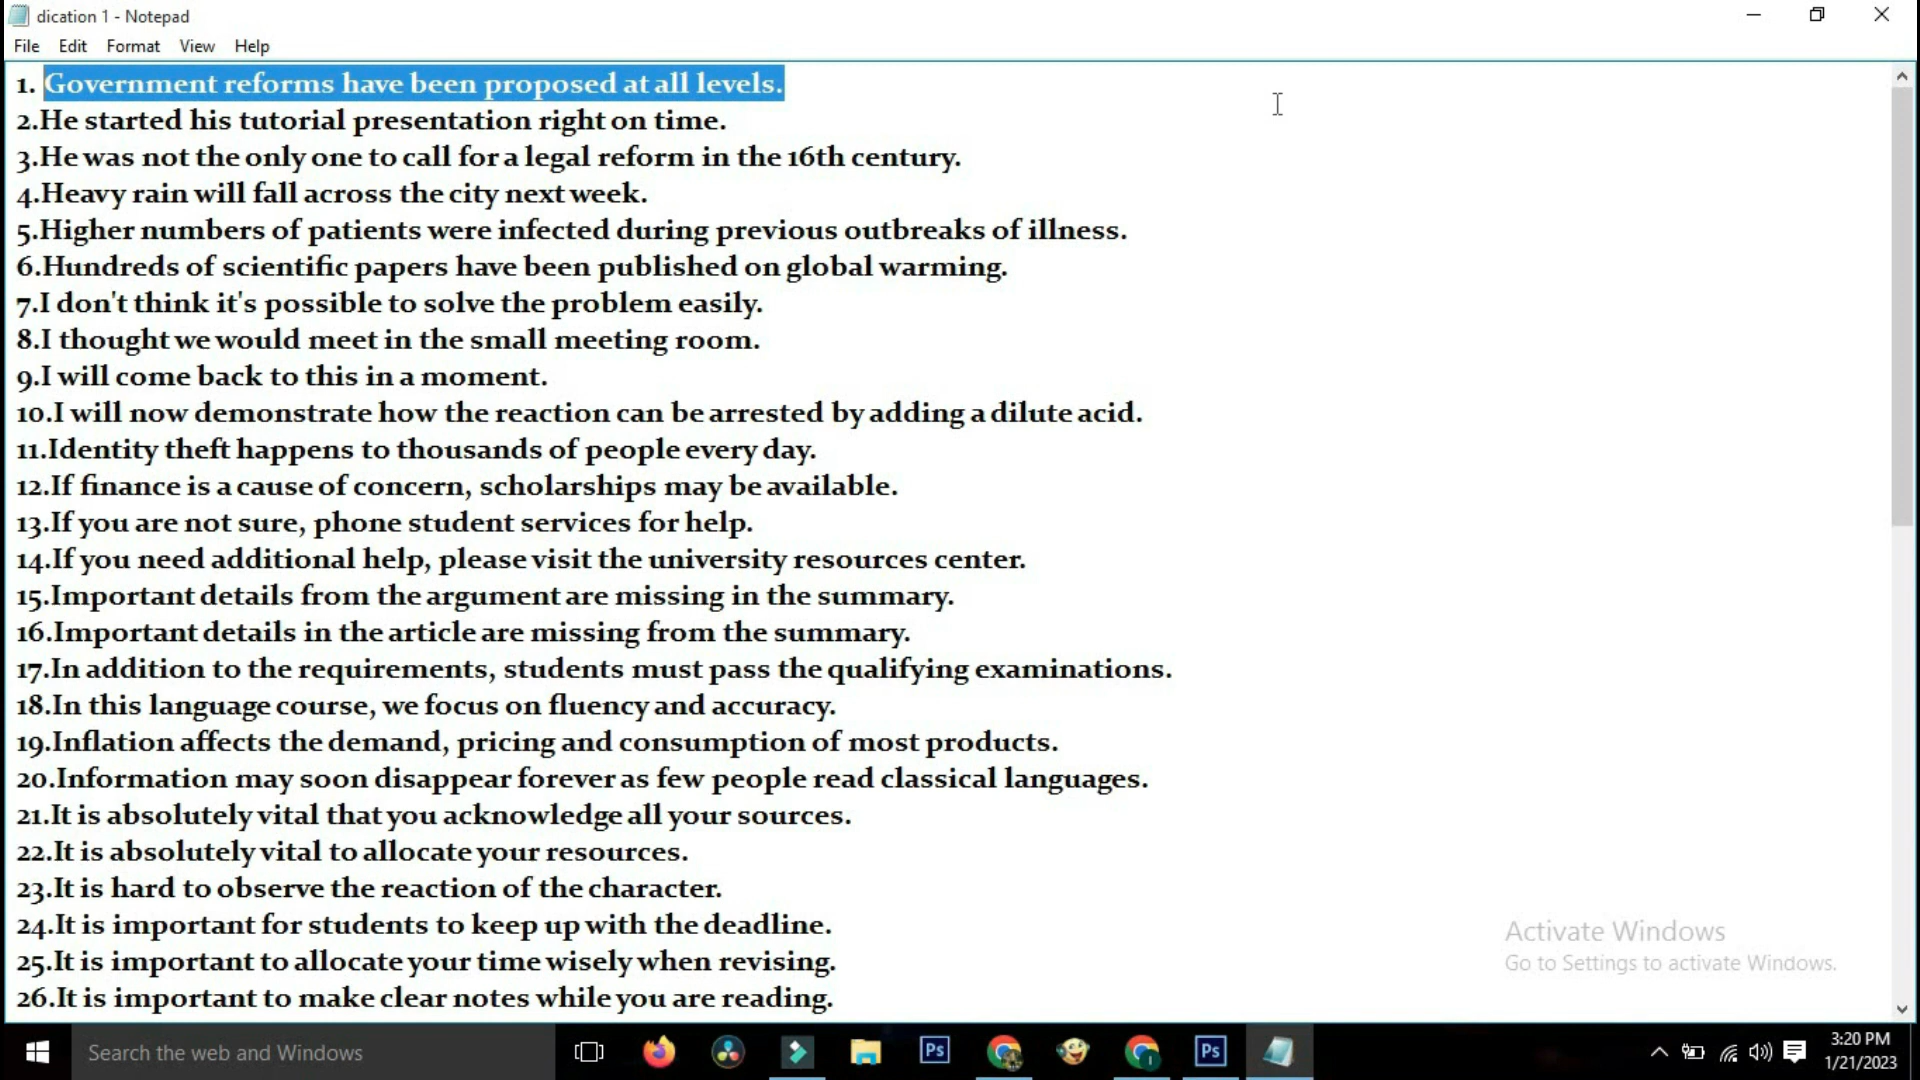 dication 1 - Notepad
File Edit Format View Help
1. Government reforms have been proposed at all levels.
2.He started his tutorial presentation right on time.
3.He was not the only one to call for a legal reform in the 16th century.
4.Heavy rain will fall across the city next week.
5.Higher numbers of patients were infected during previous outbreaks of illness.
6.Hundreds of scientific papers have been published on global warming.
7.I don't think it's possible to solve the problem easily.
8.I thought we would meet in the small meeting room.
9.I will come back to this in a moment.
10.I will now demonstrate how the reaction can be arrested by adding a dilute acid.
11.Identity theft happens to thousands of people every day.
12.If finance is a cause of concern, scholarships may be available.
13.If you are not sure, phone student services for help.
14.If you need additional help, please visit the university resources center.
15.Important details from the argument are missing in the summary.
16.Important details in the article are missing from the summary.
17.In addition to the requirements, students must pass the qualifying examinations.
18.In this language course, we focus on fluency and accuracy.
19.Inflation affects the demand, pricing and consumption of most products.
20.Information may soon disappear forever as few people read classical languages.
21.It is absolutely vital that you acknowledge all your sources.
22.It is absolutely vital to allocate your resources.
23.It is hard to observe the reaction of the character.
24.It is important for students to keep up with the deadline.
25.It is important to allocate your time wisely when revising.
26.It is important to make clear notes while you are reading.
Activate Windows
Go to Settings to activate Windows.
Search the web and Windows
Ps
Ps
3:20 PM
1/21/2023